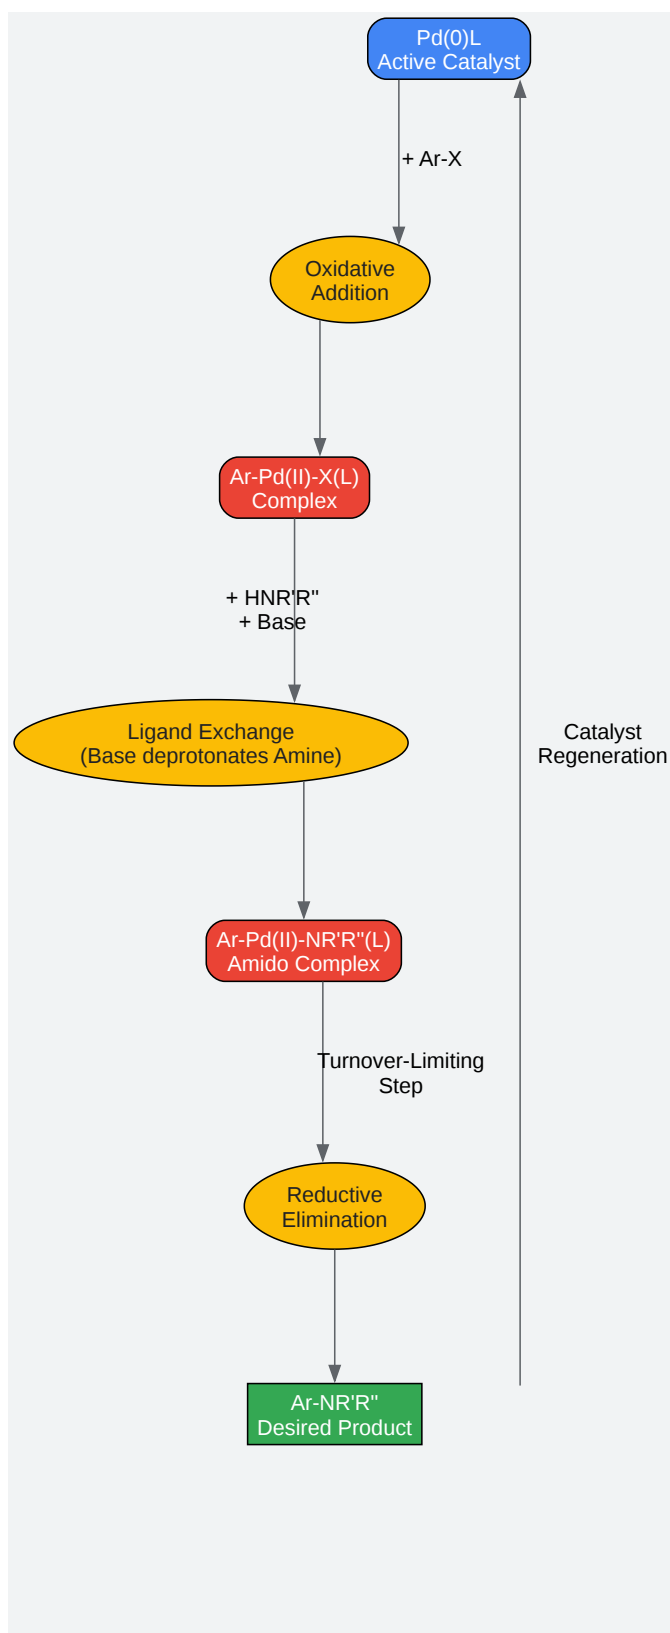 Pd(0)L
Active Catalyst
+ Ar-X
Oxidative
Addition
Ar-Pd(II)-X(L)
Complex
+ HNR'R"
+ Base
Ligand Exchange
(Base deprotonates Amine)
Catalyst
Regeneration
Ar-Pd(II)-NR'R"(L)
Amido Complex
Turnover-Limiting
Step
Reductive
Elimination
Ar-NR'R"
Desired Product